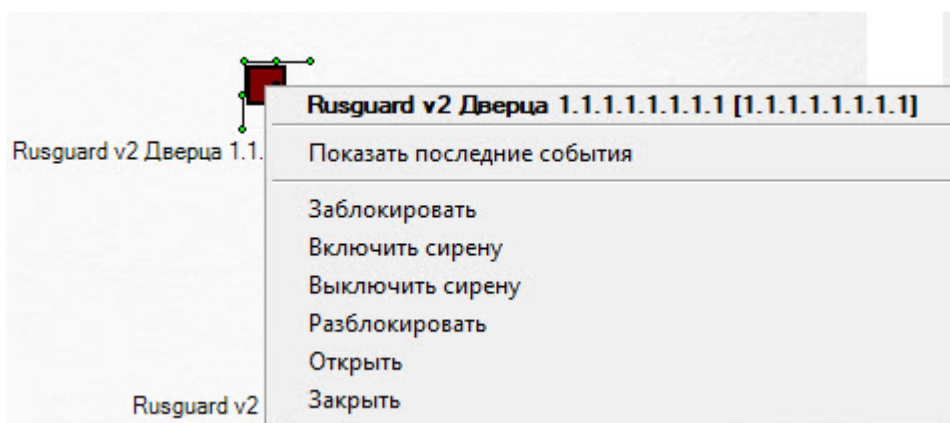 Rusguard v2 Дверца 1.1.1.1.1.1.1.1 [1.1.1.1.1.1.1.1]
Rusguard v2 Дверца 1.1.
Показать последние события
Заблокировать
Включить сирену
Выключить сирену
Разблокировать
Открыть
Rusguard v2
Закрыть